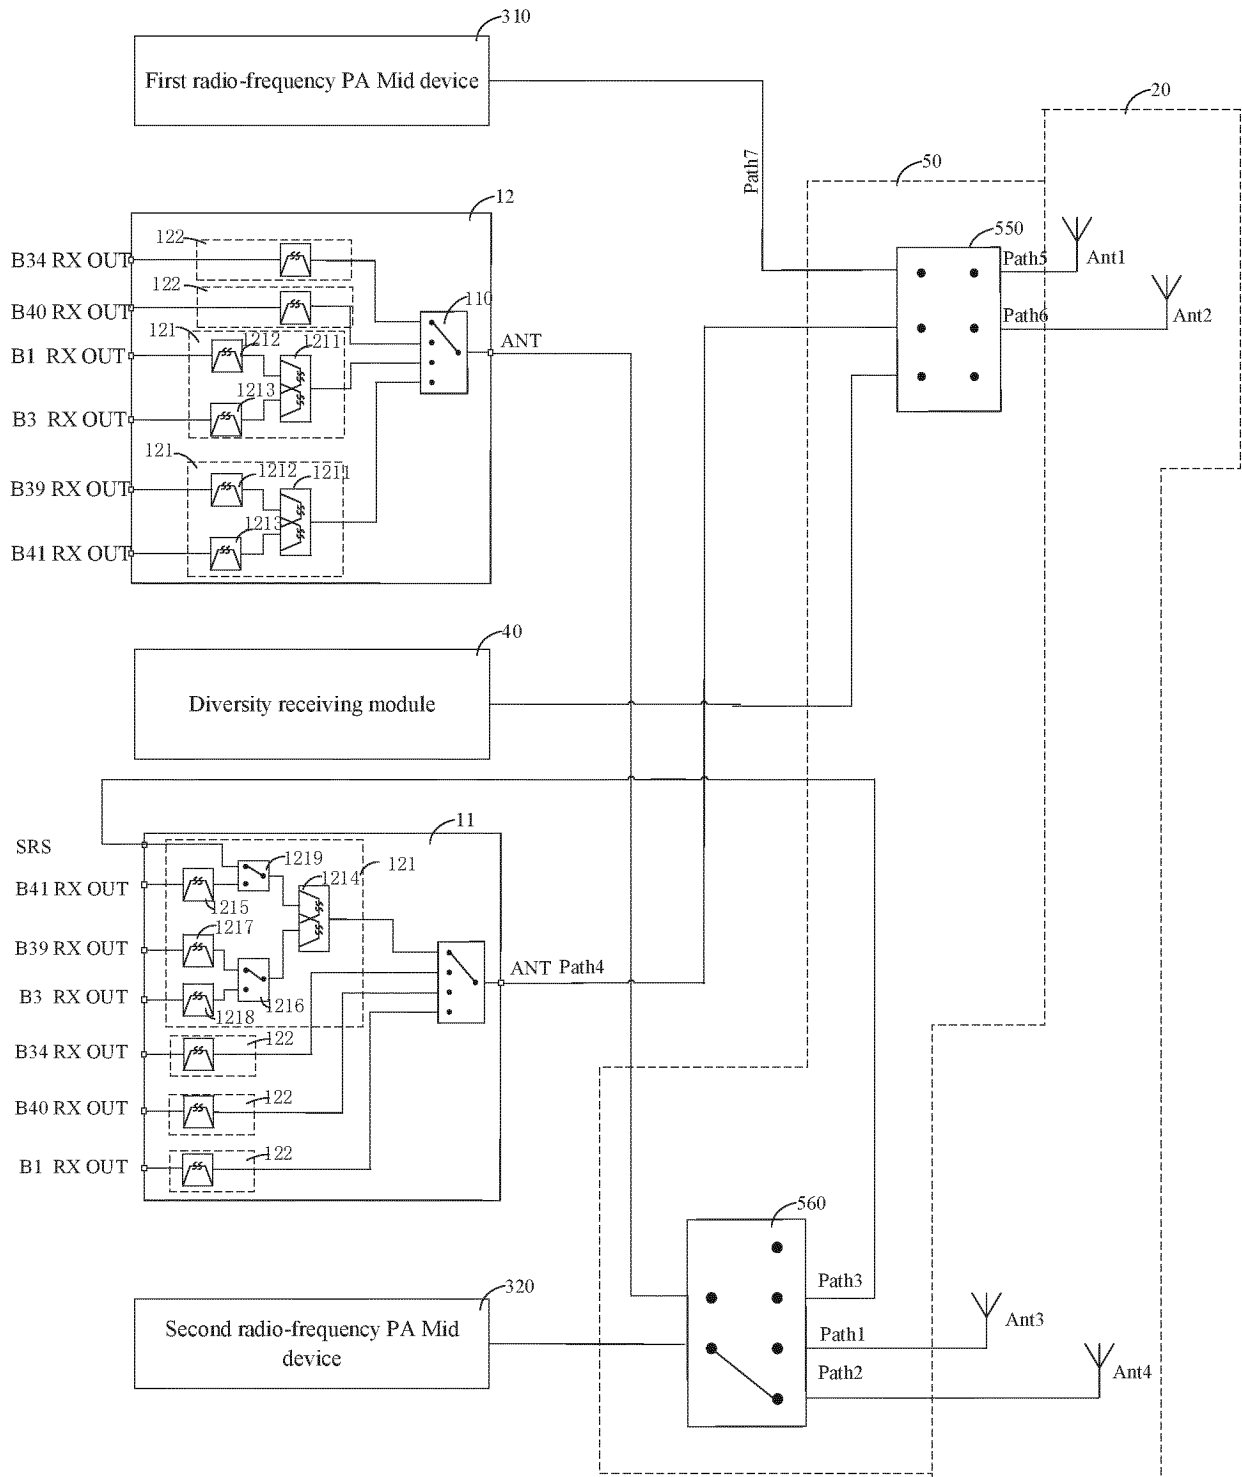 310
First radio-frequency PA Mid device
20
Path7
50
12
122
B34 RX OUT
550
Path5
Ant1
122
B40 RX OUT
110
Path6
Ant2
121
1212
1211
B1 RX OUT
ANT
1213
B3 RX OUT
121
1212
1211
B39 RX OUT
1213
B41 RX OUT
40
Diversity receiving module
11
SRS
1219
121
1214
B41 RX OUT
1215
1217
B39 RX OUT
ANT Path4
B3 RX OUT
1218
1216
122
B34 RX OUT
122
B40 RX OUT
122
B1 RX OUT
560
320
Path3
Second radio-frequency PA Mid
device
Path1
Ant3
Path2
Ant4